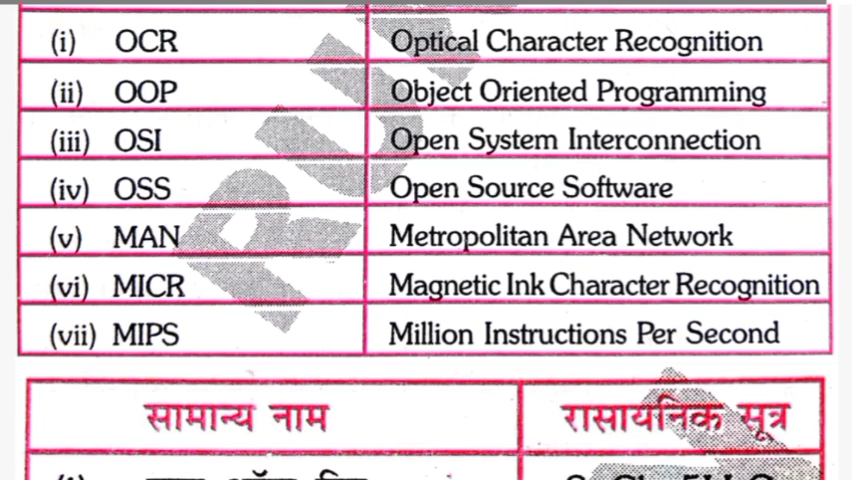 (i) OCR Optical Character Recognition
(ii) OOP Object Oriented Programming
(iii) OSI Open System Interconnection
(iv) OSS Open Source Software
(v) MAN Metropolitan Area Network
(vi) MICR Magnetic Ink Character Recognition
(vii) MIPS Million Instructions Per Second
सामान्य नाम रासायनिक सूत्र